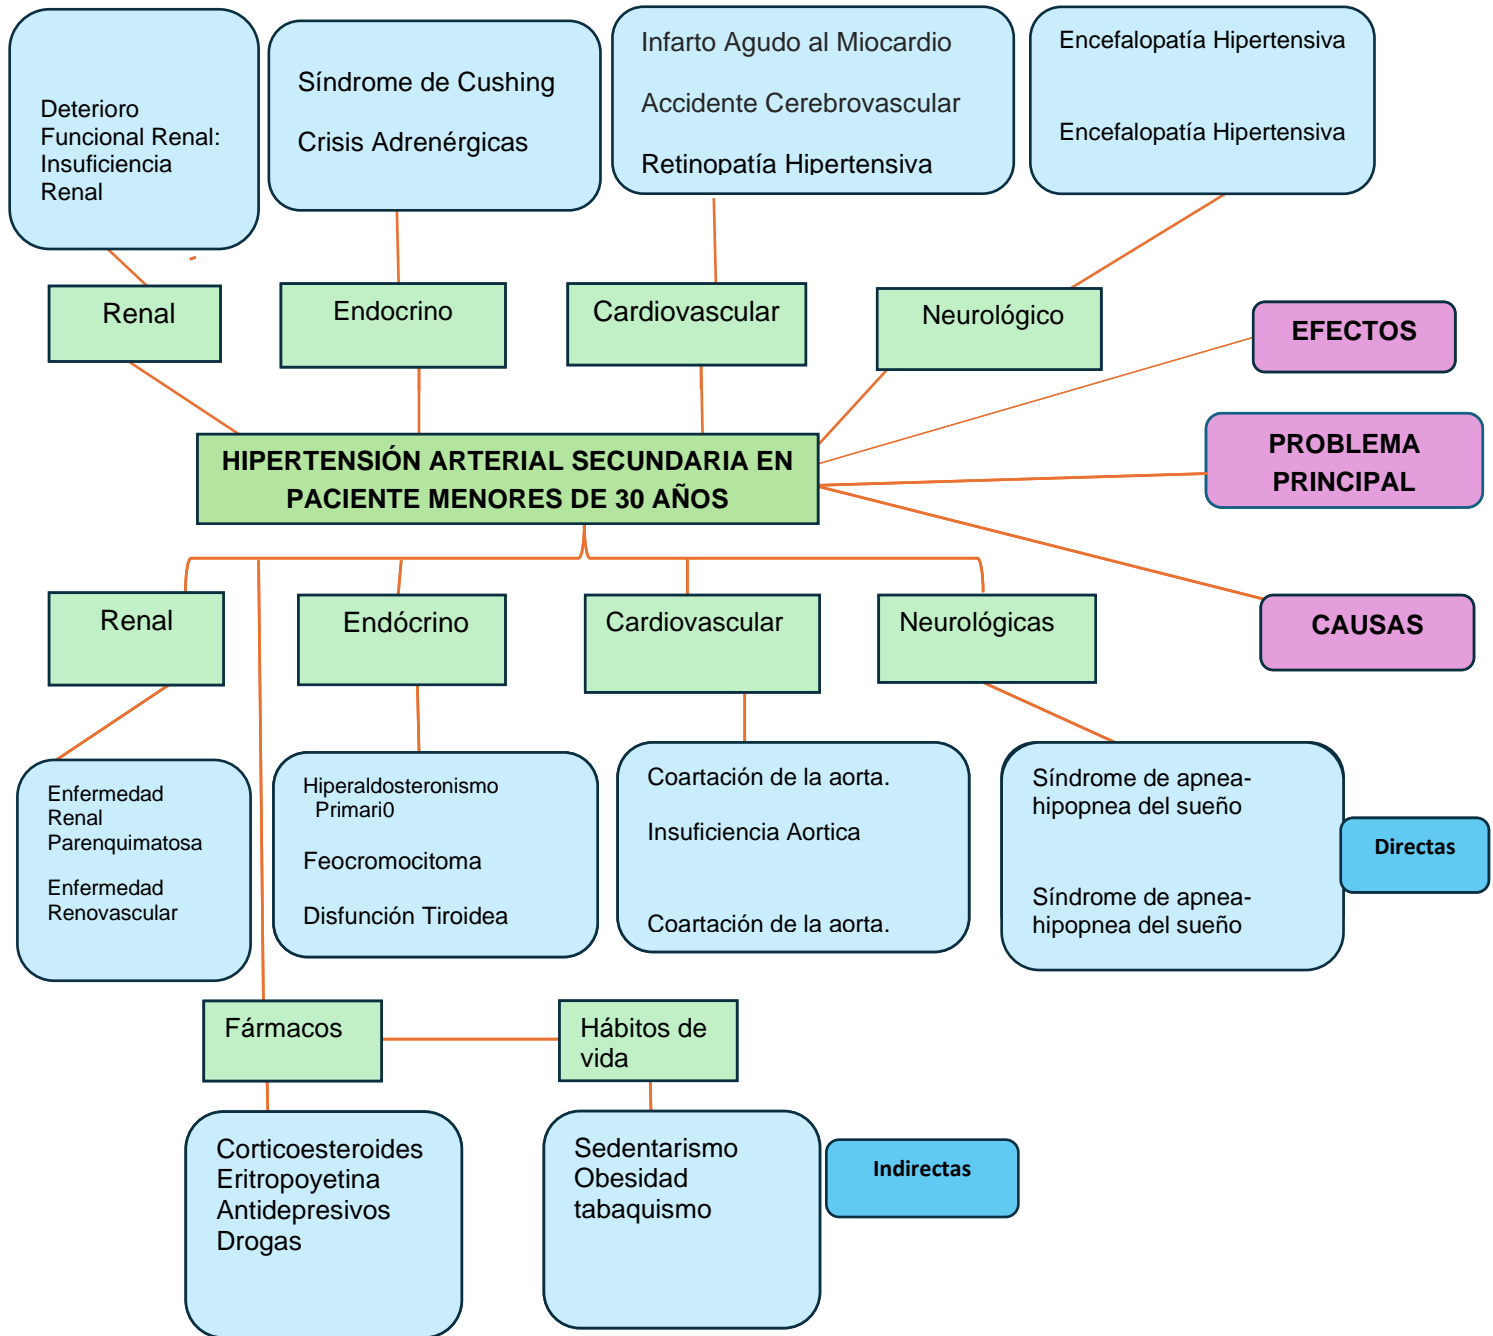 Deterioro
Funcional Renal:
Insuficiencia
Renal
Síndrome de Cushing
Crisis Adrenérgicas
Infarto Agudo al Miocardio
Accidente Cerebrovascular
Retinopatía Hipertensiva
Encefalopatía Hipertensiva
Encefalopatía Hipertensiva
Renal
Endocrino
Cardiovascular
Neurológico
EFECTOS
HIPERTENSIÓN ARTERIAL SECUNDARIA EN
PACIENTE MENORES DE 30 AÑOS
PROBLEMA
PRINCIPAL
Renal
Endócrino
Cardiovascular
Neurológicas
CAUSAS
Enfermedad
Renal
Parenquimatosa
Enfermedad
Renovascular
Hiperaldosteronismo
Primari0
Feocromocitoma
Disfunción Tiroidea
Coartación de la aorta.
Insuficiencia Aortica
Coartación de la aorta.
Síndrome de apnea-
hipopnea del sueño
Síndrome de apnea-
hipopnea del sueño
Directas
Fármacos
Hábitos de
vida
Corticoesteroides
Eritropoyetina
Antidepresivos
Drogas
Sedentarismo
Obesidad
tabaquismo
Indirectas